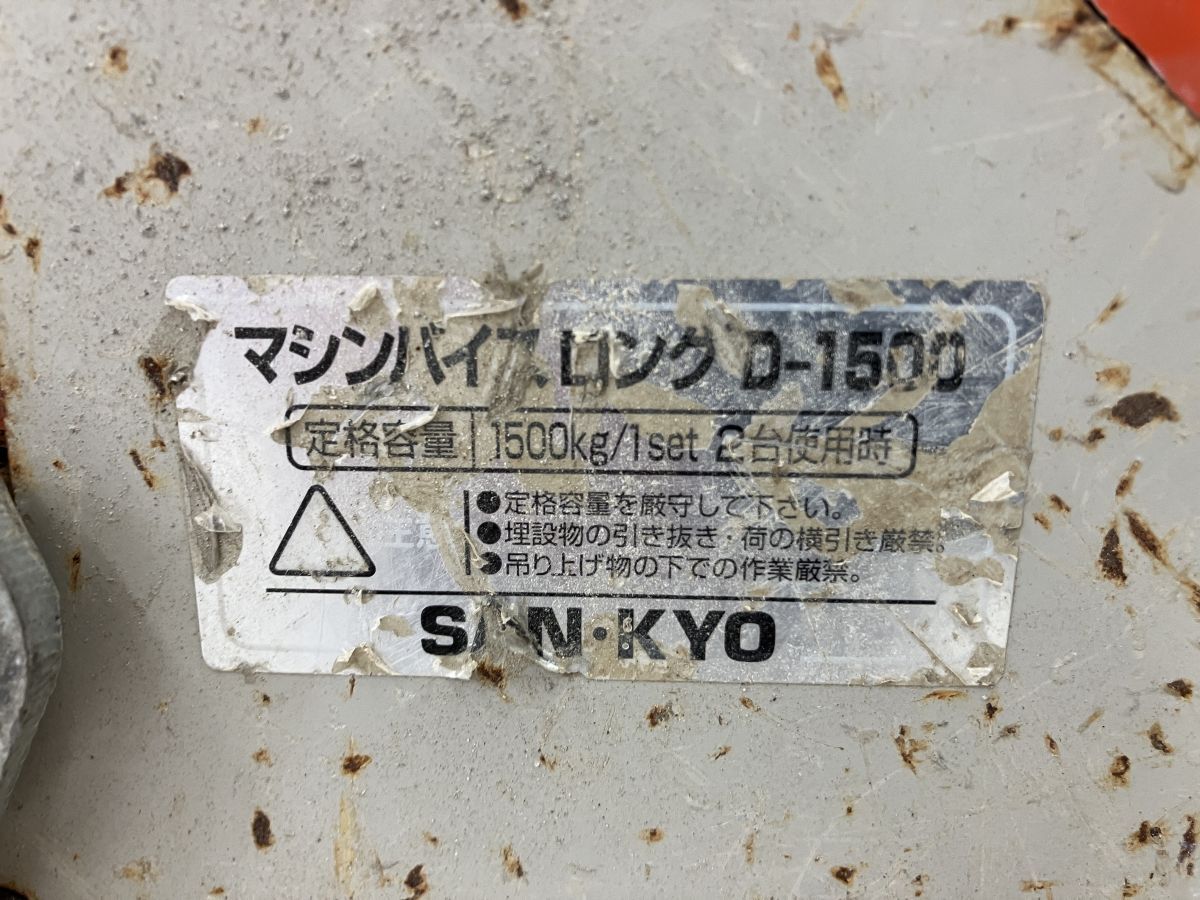 マシンバイス ロング D-1500
定格容量 1500kg/1set 2台使用時
●定格容量を厳守して下さい。
●埋設物の引き抜き・荷の横引き厳禁。
●吊り上げ物の下での作業厳禁。
SAN・KYO